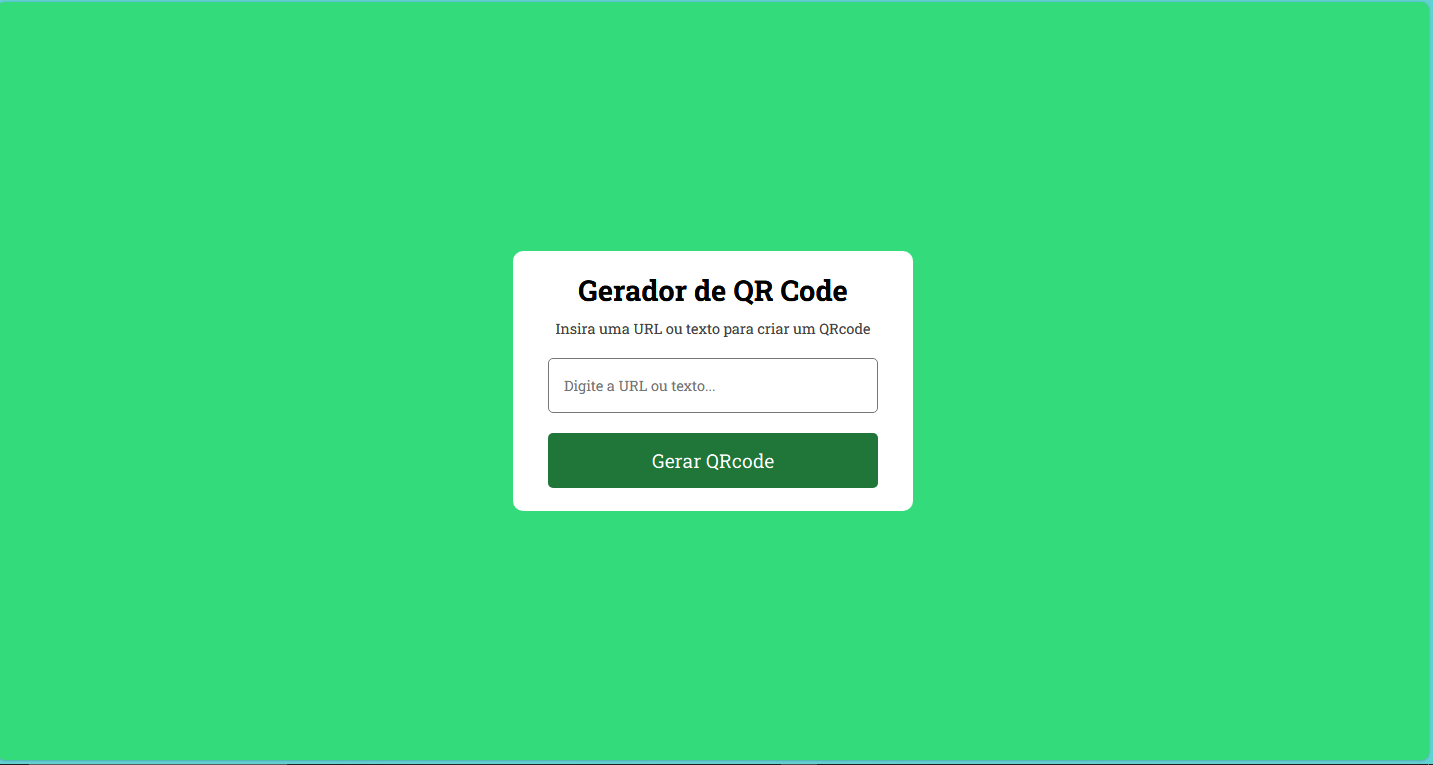 Gerador de QR Code
Insira uma URL ou texto para criar um QRcode
Digite a URL ou texto...
Gerar QRcode